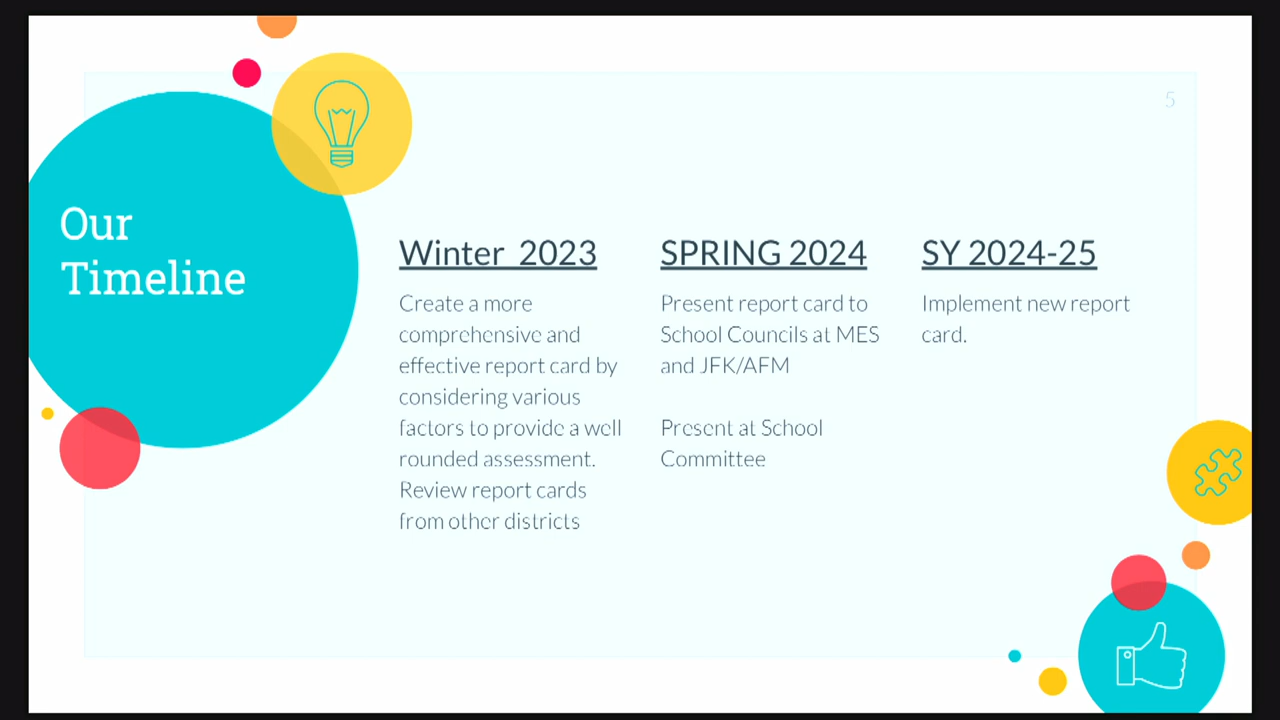 5
Our
Timeline
Winter 2023
Create a more
comprehensive and
effective report card by
considering various
factors to provide a well
rounded assessment.
Review report cards
from other districts
SPRING 2024
Present report card to
School Councils at MES
and JFK/AFM
Present at School
Committee
SY 2024-25
Implement new report
card.